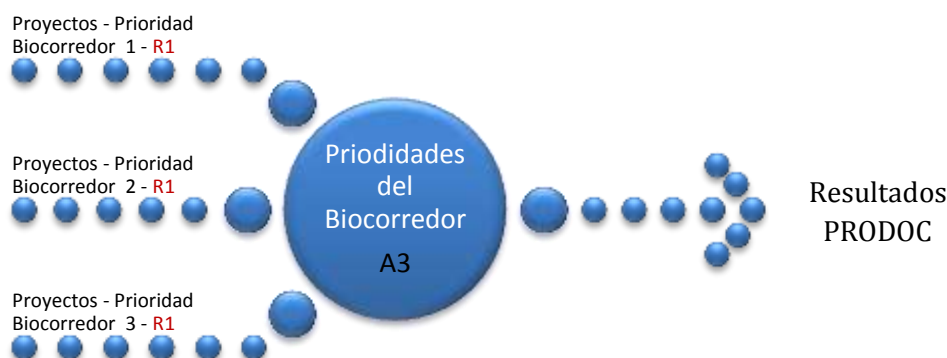 Proyectos - Prioridad
Biocorredor 1 - R1
Proyectos - Prioridad
Biocorredor 2 - R1
Proyectos - Prioridad
Biocorredor 3 - R1
Priodidades
del
Biocorredor
A3
Resultados
PRODOC